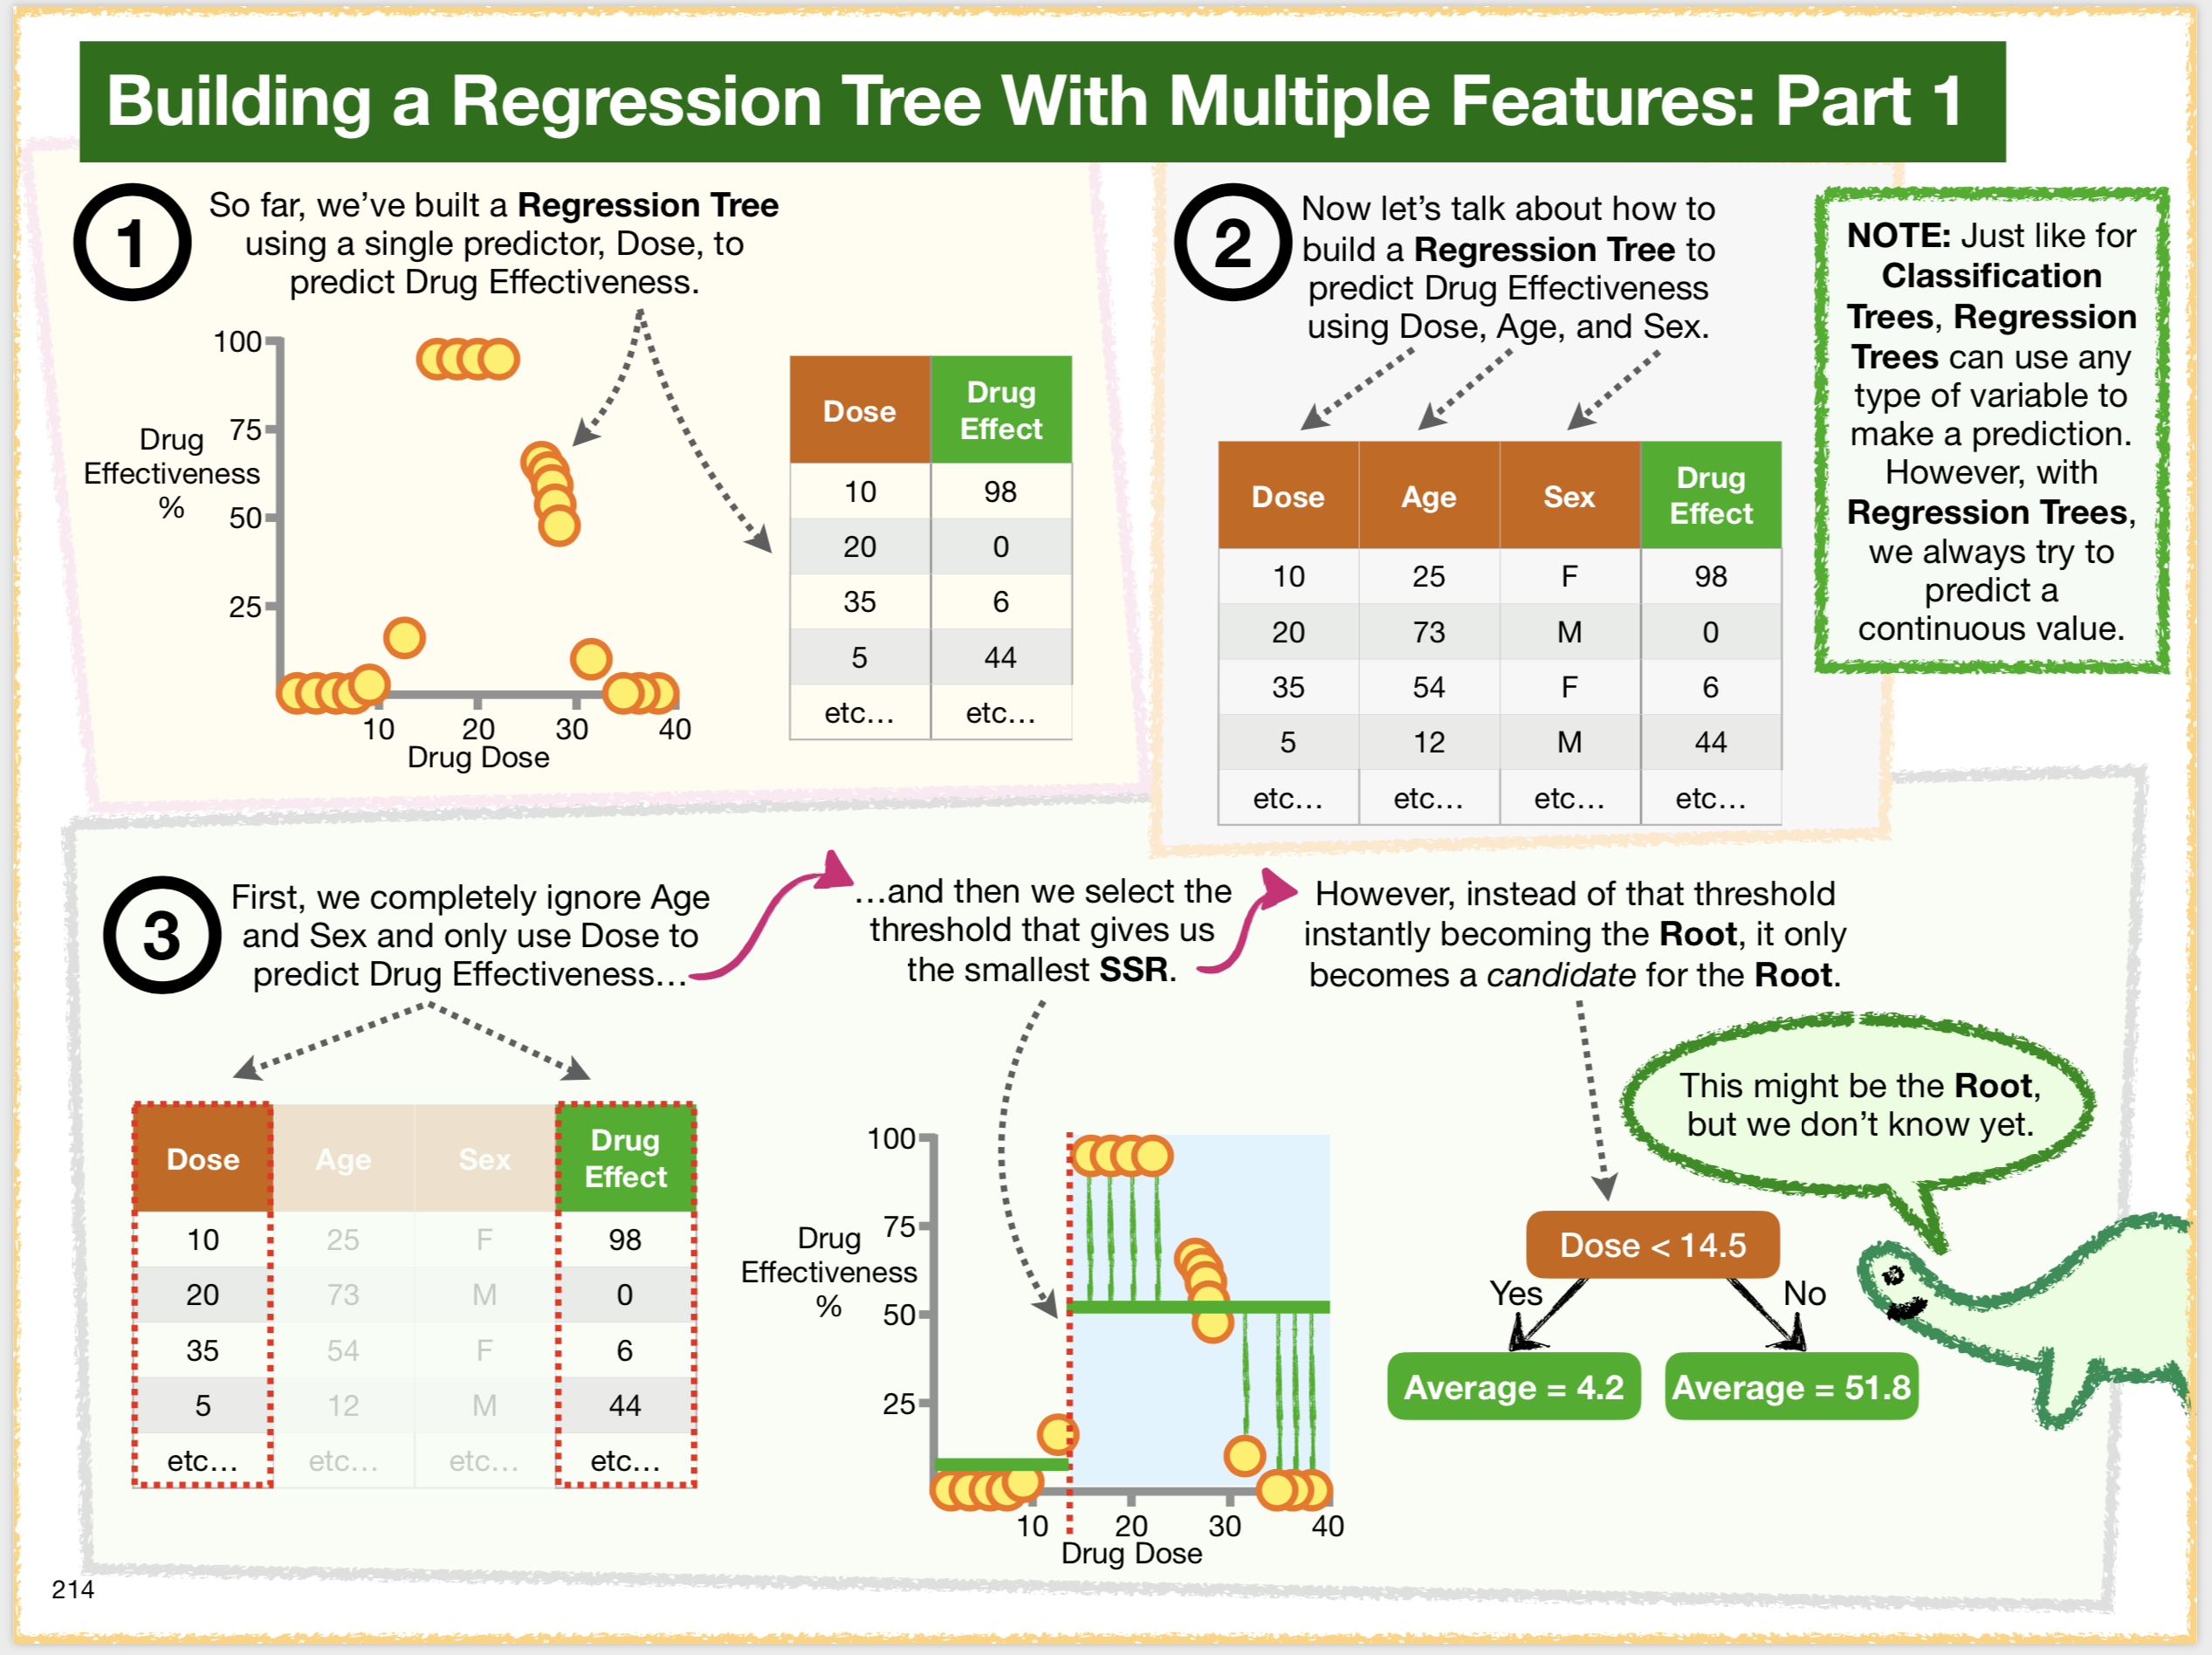 Building a Regression Tree With Multiple Features: Part 1
1
So far, we’ve built a Regression Tree
using a single predictor, Dose, to
predict Drug Effectiveness.
100
75
50
25
Drug
Effectiveness
%
10 20 30 40
Drug Dose
Dose Drug Effect
10 98
20 0
35 6
5 44
etc… etc…
2
Now let’s talk about how to
build a Regression Tree to
predict Drug Effectiveness
using Dose, Age, and Sex.
Dose Age Sex Drug Effect
10 25 F 98
20 73 M 0
35 54 F 6
5 12 M 44
etc… etc… etc… etc…
NOTE: Just like for
Classification
Trees, Regression
Trees can use any
type of variable to
make a prediction.
However, with
Regression Trees,
we always try to
predict a
continuous value.
3
First, we completely ignore Age
and Sex and only use Dose to
predict Drug Effectiveness…
Dose Age Sex Drug Effect
10 25 F 98
20 73 M 0
35 54 F 6
5 12 M 44
etc… etc… etc… etc…
…and then we select the
threshold that gives us
the smallest SSR.
100
75
50
25
Drug
Effectiveness
%
10 20 30 40
Drug Dose
However, instead of that threshold
instantly becoming the Root, it only
becomes a candidate for the Root.
This might be the Root,
but we don’t know yet.
Dose < 14.5
Yes No
Average = 4.2 Average = 51.8
214